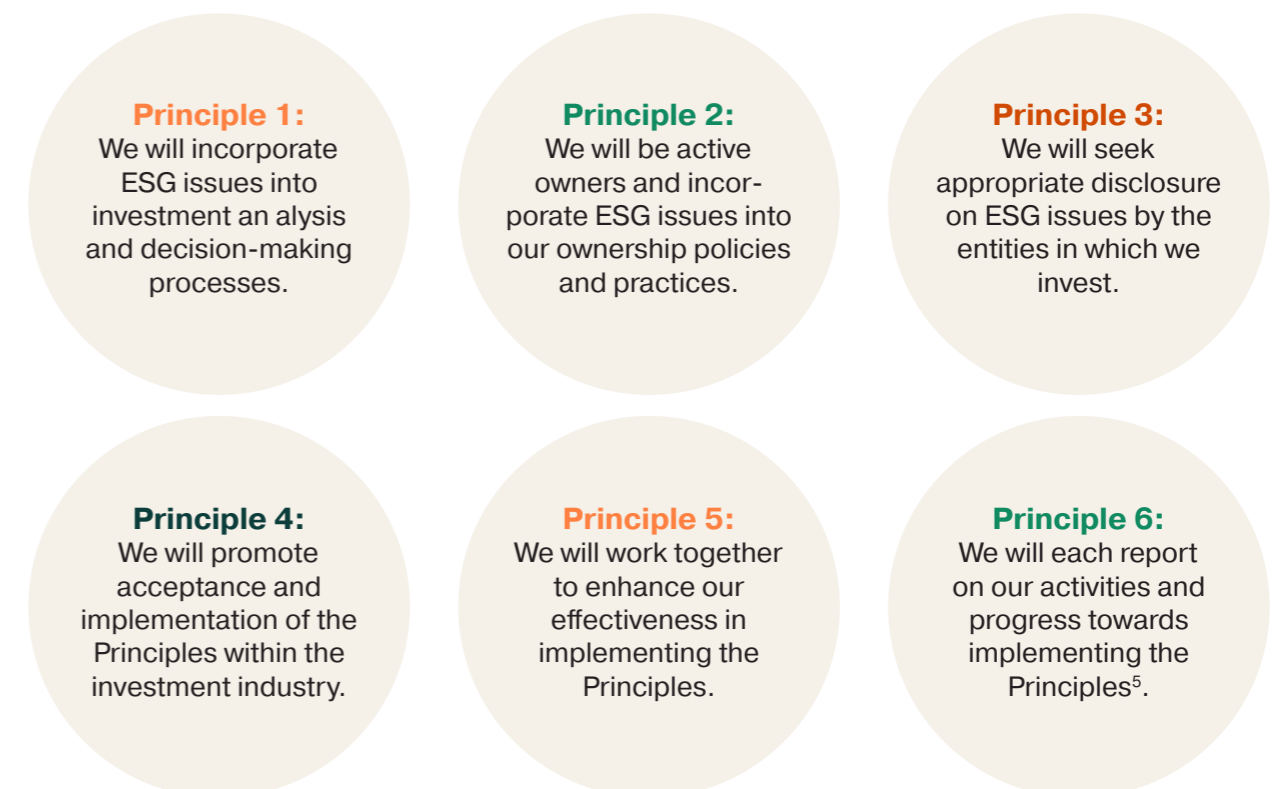 Principle 1:
We will incorporate
ESG issues into
investment an alysis
and decision-making
processes.
Principle 2:
We will be active
owners and incor-
porate ESG issues into
our ownership policies
and practices.
Principle 3:
We will seek
appropriate disclosure
on ESG issues by the
entities in which we
invest.
Principle 4:
We will promote
acceptance and
implementation of the
Principles within the
investment industry.
Principle 5:
We will work together
to enhance our
effectiveness in
implementing the
Principles.
Principle 6:
We will each report
on our activities and
progress towards
implementing the
Principles⁵.